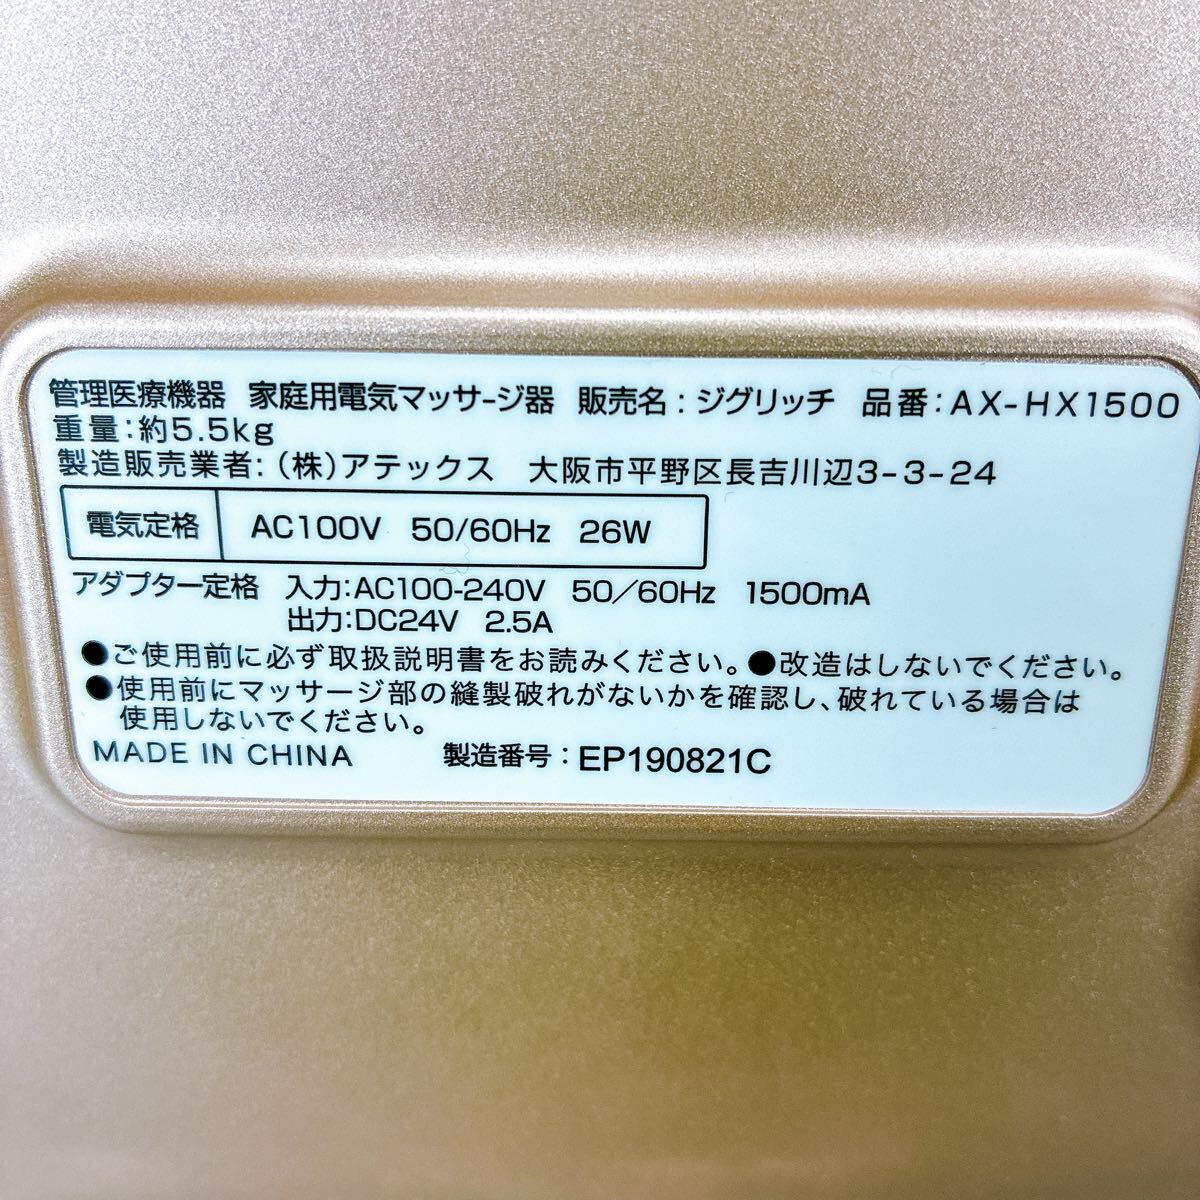 管理医療機器 家庭用電気マッサージ器 販売名:ジグリッチ 品番:AX-HX1500
重量:約5.5kg
製造販売業者:(株)アテックス 大阪市平野区長吉川辺3-3-24
電気定格 AC100V 50/60Hz 26W
アダプター定格 入力:AC100-240V 50/60Hz 1500mA
出力:DC24V 2.5A
●ご使用前に必ず取扱説明書をお読みください。●改造はしないでください。
●使用前にマッサージ部の縫製破れがないかを確認し、破れている場合は
使用しないでください。
MADE IN CHINA 製造番号:EP190821C